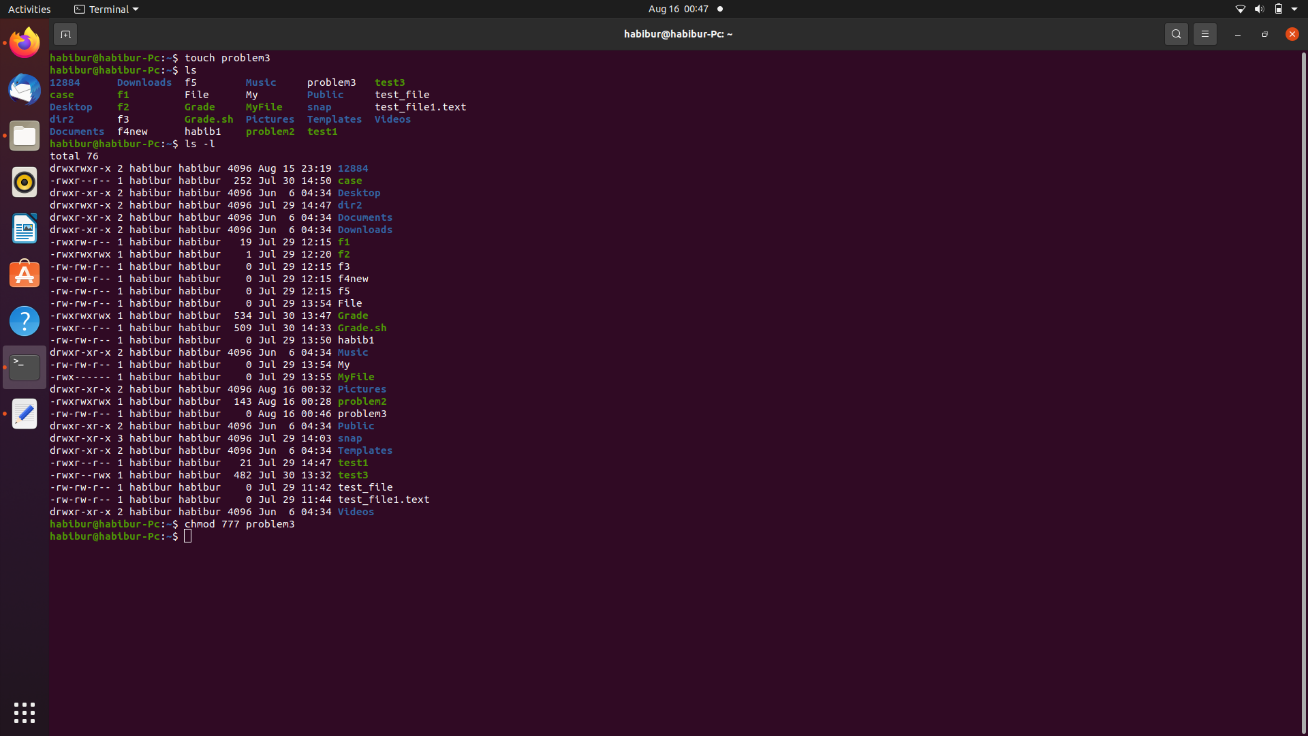 Activities Terminal Aug 16 00:47
habibur@habibur-Pc: ~
habibur@habibur-Pc:~$ touch problem3
habibur@habibur-Pc:~$ ls
12884 Downloads f5 Music problem3 test3
case f1 File My Public test_file
Desktop f2 Grade MyFile snap test_file1.text
dir2 f3 Grade.sh Pictures Templates Videos
Documents f4new habib1 problem2 test1
habibur@habibur-Pc:~$ ls -l
total 76
drwxrwxr-x 2 habibur habibur 4096 Aug 15 23:19 12884
-rwxr--r-- 1 habibur habibur 252 Jul 30 14:50 case
drwxr-xr-x 2 habibur habibur 4096 Jun 6 04:34 Desktop
drwxrwxr-x 2 habibur habibur 4096 Jul 29 14:47 dir2
drwxr-xr-x 2 habibur habibur 4096 Jun 6 04:34 Documents
drwxr-xr-x 2 habibur habibur 4096 Jun 6 04:34 Downloads
-rwxrw-r-- 1 habibur habibur 19 Jul 29 12:15 f1
-rwxrwxrwx 1 habibur habibur 1 Jul 29 12:20 f2
-rw-rw-r-- 1 habibur habibur 0 Jul 29 12:15 f3
-rw-rw-r-- 1 habibur habibur 0 Jul 29 12:15 f4new
-rw-rw-r-- 1 habibur habibur 0 Jul 29 12:15 f5
-rw-rw-r-- 1 habibur habibur 0 Jul 29 13:54 File
-rwxrwxrwx 1 habibur habibur 534 Jul 30 13:47 Grade
-rwxr--r-- 1 habibur habibur 509 Jul 30 14:33 Grade.sh
-rw-rw-r-- 1 habibur habibur 0 Jul 29 13:50 habib1
drwxr-xr-x 2 habibur habibur 4096 Jun 6 04:34 Music
-rw-rw-r-- 1 habibur habibur 0 Jul 29 13:54 My
-rwx------ 1 habibur habibur 0 Jul 29 13:55 MyFile
drwxr-xr-x 2 habibur habibur 4096 Aug 16 00:32 Pictures
-rwxrwxrwx 1 habibur habibur 143 Aug 16 00:28 problem2
-rw-rw-r-- 1 habibur habibur 0 Aug 16 00:46 problem3
drwxr-xr-x 2 habibur habibur 4096 Jun 6 04:34 Public
drwxr-xr-x 3 habibur habibur 4096 Jul 29 14:03 snap
drwxr-xr-x 2 habibur habibur 4096 Jun 6 04:34 Templates
-rwxr--r-- 1 habibur habibur 21 Jul 29 14:47 test1
-rwxr--rwx 1 habibur habibur 482 Jul 30 13:32 test3
-rw-rw-r-- 1 habibur habibur 0 Jul 29 11:42 test_file
-rw-rw-r-- 1 habibur habibur 0 Jul 29 11:44 test_file1.text
drwxr-xr-x 2 habibur habibur 4096 Jun 6 04:34 Videos
habibur@habibur-Pc:~$ chmod 777 problem3
habibur@habibur-Pc:~$